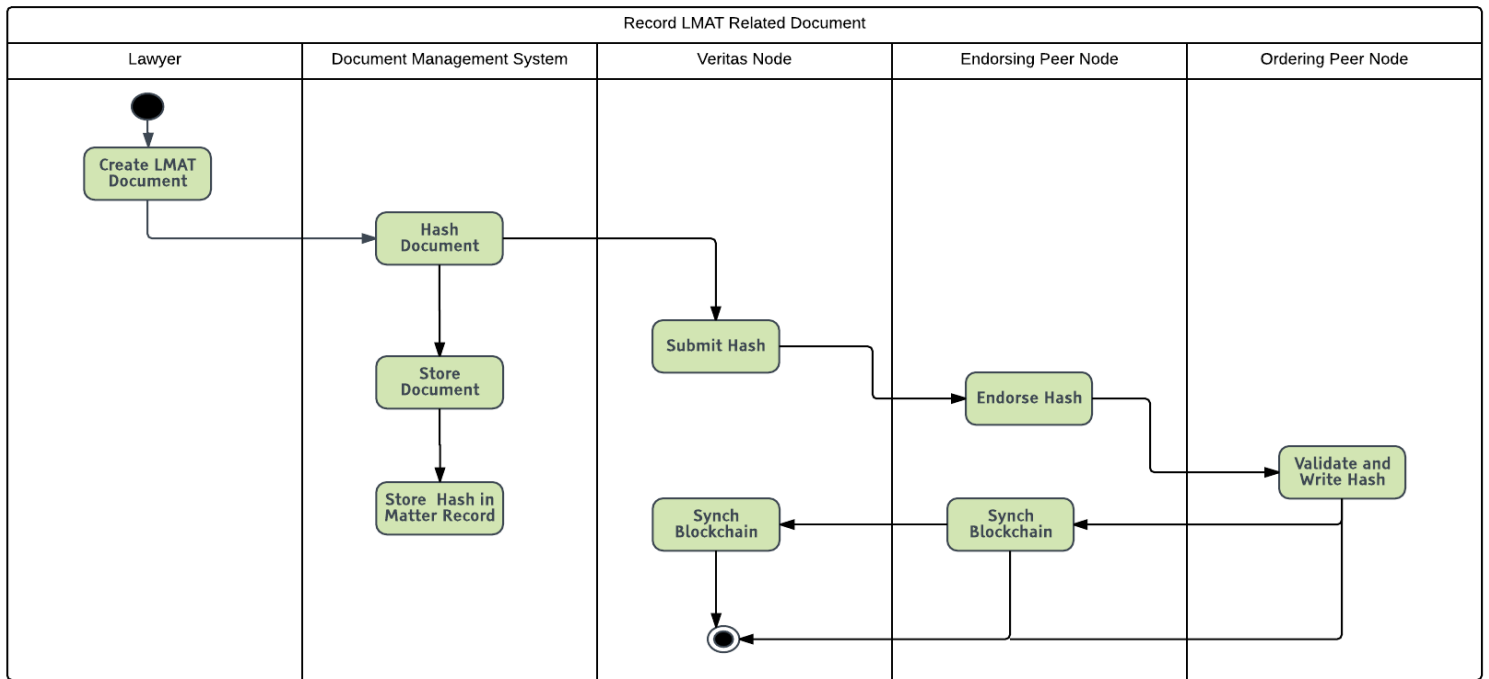 Record LMAT Related Document
Lawyer
Document Management System
Veritas Node
Endorsing Peer Node
Ordering Peer Node
Create LMAT
Document
Hash
Document
Submit Hash
Store
Document
Endorse Hash
Validate and
Write Hash
Store Hash in
Matter Record
Synch
Blockchain
Synch
Blockchain